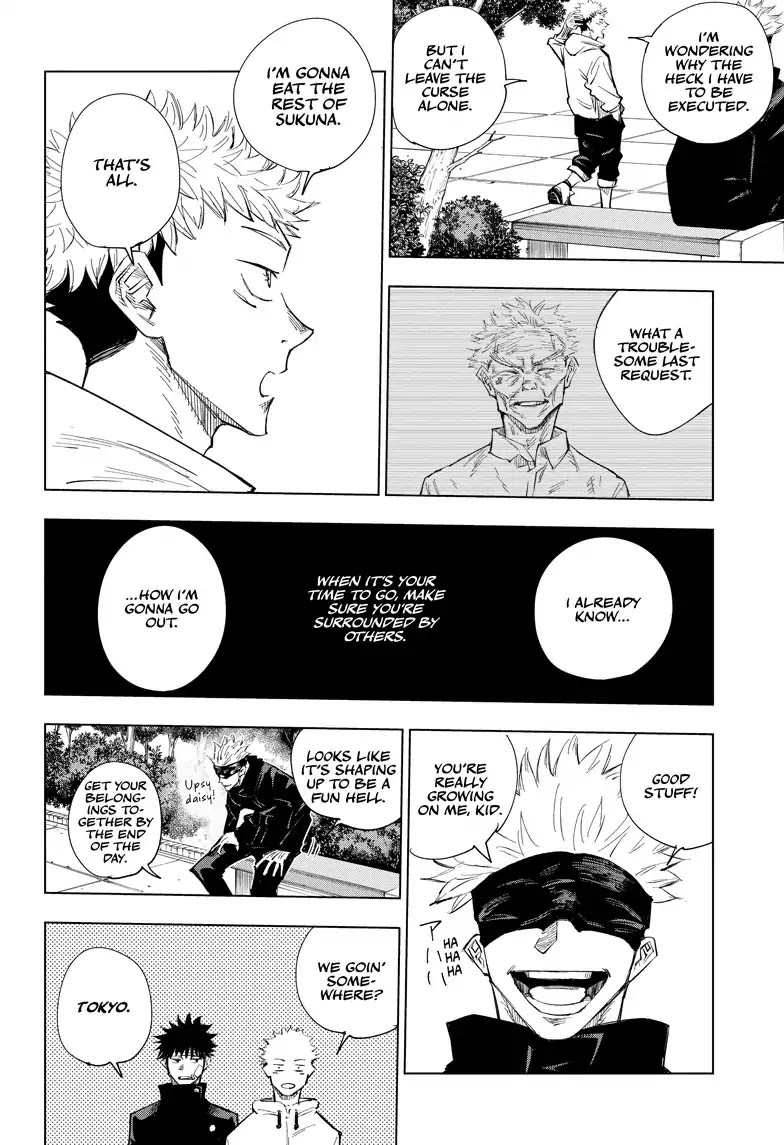 I'M
WONDERING
WHY THE
HECK I HAVE
TO BE
EXECUTED.
BUT I
CAN'T
LEAVE THE
CURSE
ALONE.
I'M GONNA
EAT THE
REST OF
SUKUNA.
THAT'S
ALL.
WHAT A
TROUBLE-
SOME LAST
REQUEST.
I ALREADY
KNOW...
WHEN IT'S YOUR
TIME TO GO, MAKE
SURE YOU'RE
SURROUNDED BY
OTHERS.
...HOW I'M
GONNA GO
OUT.
GOOD
STUFF!
YOU'RE
REALLY
GROWING
ON ME, KID.
アハハハ
HA
HA
HA
LOOKS LIKE
IT'S SHAPING
UP TO BE A
FUN HELL.
Upsy
daisy!
GET YOUR
BELONG-
INGS TO-
GETHER BY
THE END
OF THE
DAY.
WE GOIN'
SOME-
WHERE?
TOKYO.